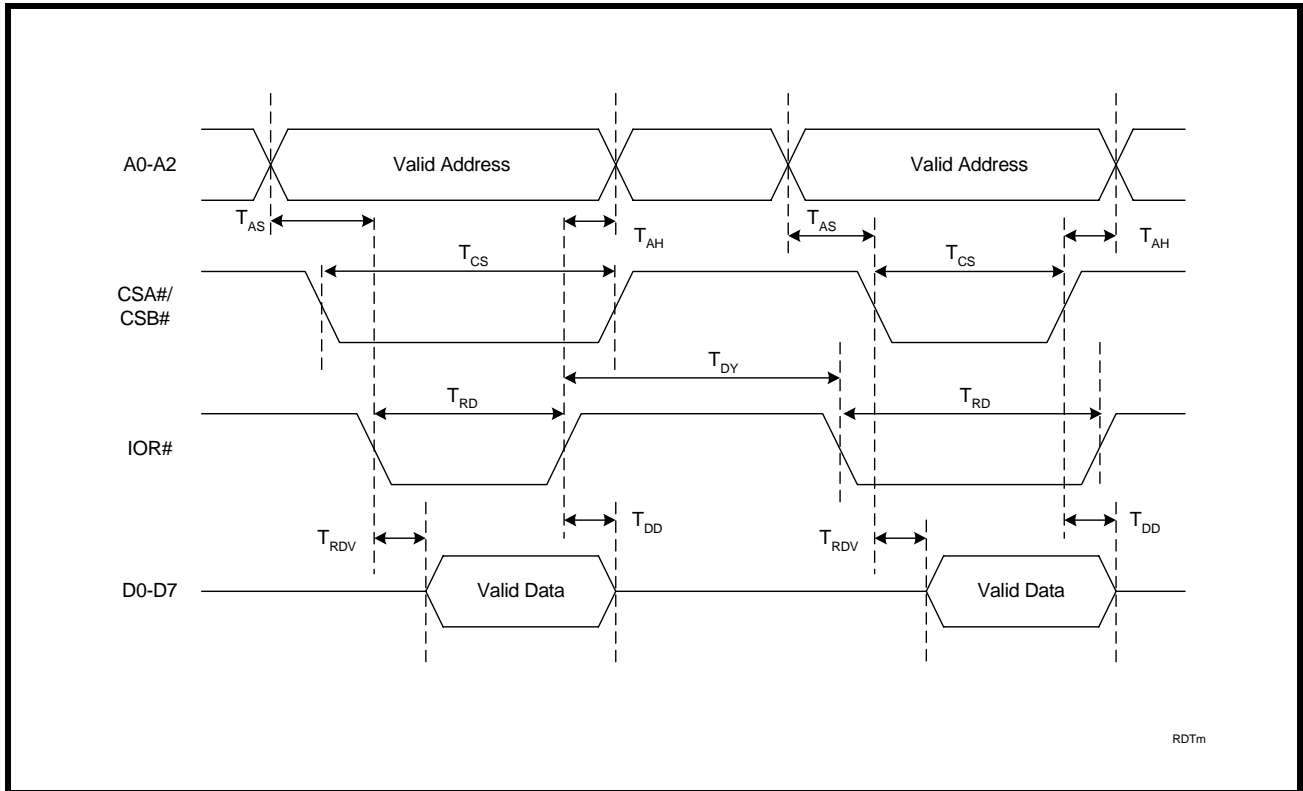 A0-A2
Valid Address
Valid Address
TAS
TAH
TAS
TAH
TCS
TCS
CSA#/
CSB#
TDY
TRD
TRD
IOR#
TRDV
TDD
TRDV
TDD
D0-D7
Valid Data
Valid Data
RDTm